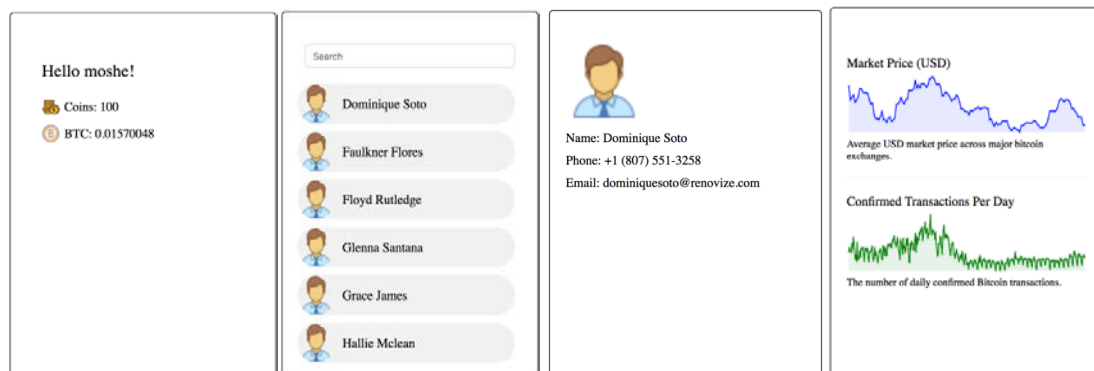 Hello moshe!
Coins: 100
B BTC: 0.01570048
Search
Dominique Soto
Faulkner Flores
Floyd Rutledge
Glenna Santana
Grace James
Hallie Mclean
Name: Dominique Soto
Phone: +1 (807) 551-3258
Email: dominiquesoto@renovize.com
Market Price (USD)
Average USD market price across major bitcoin
exchanges.
Confirmed Transactions Per Day
The number of daily confirmed Bitcoin transactions.